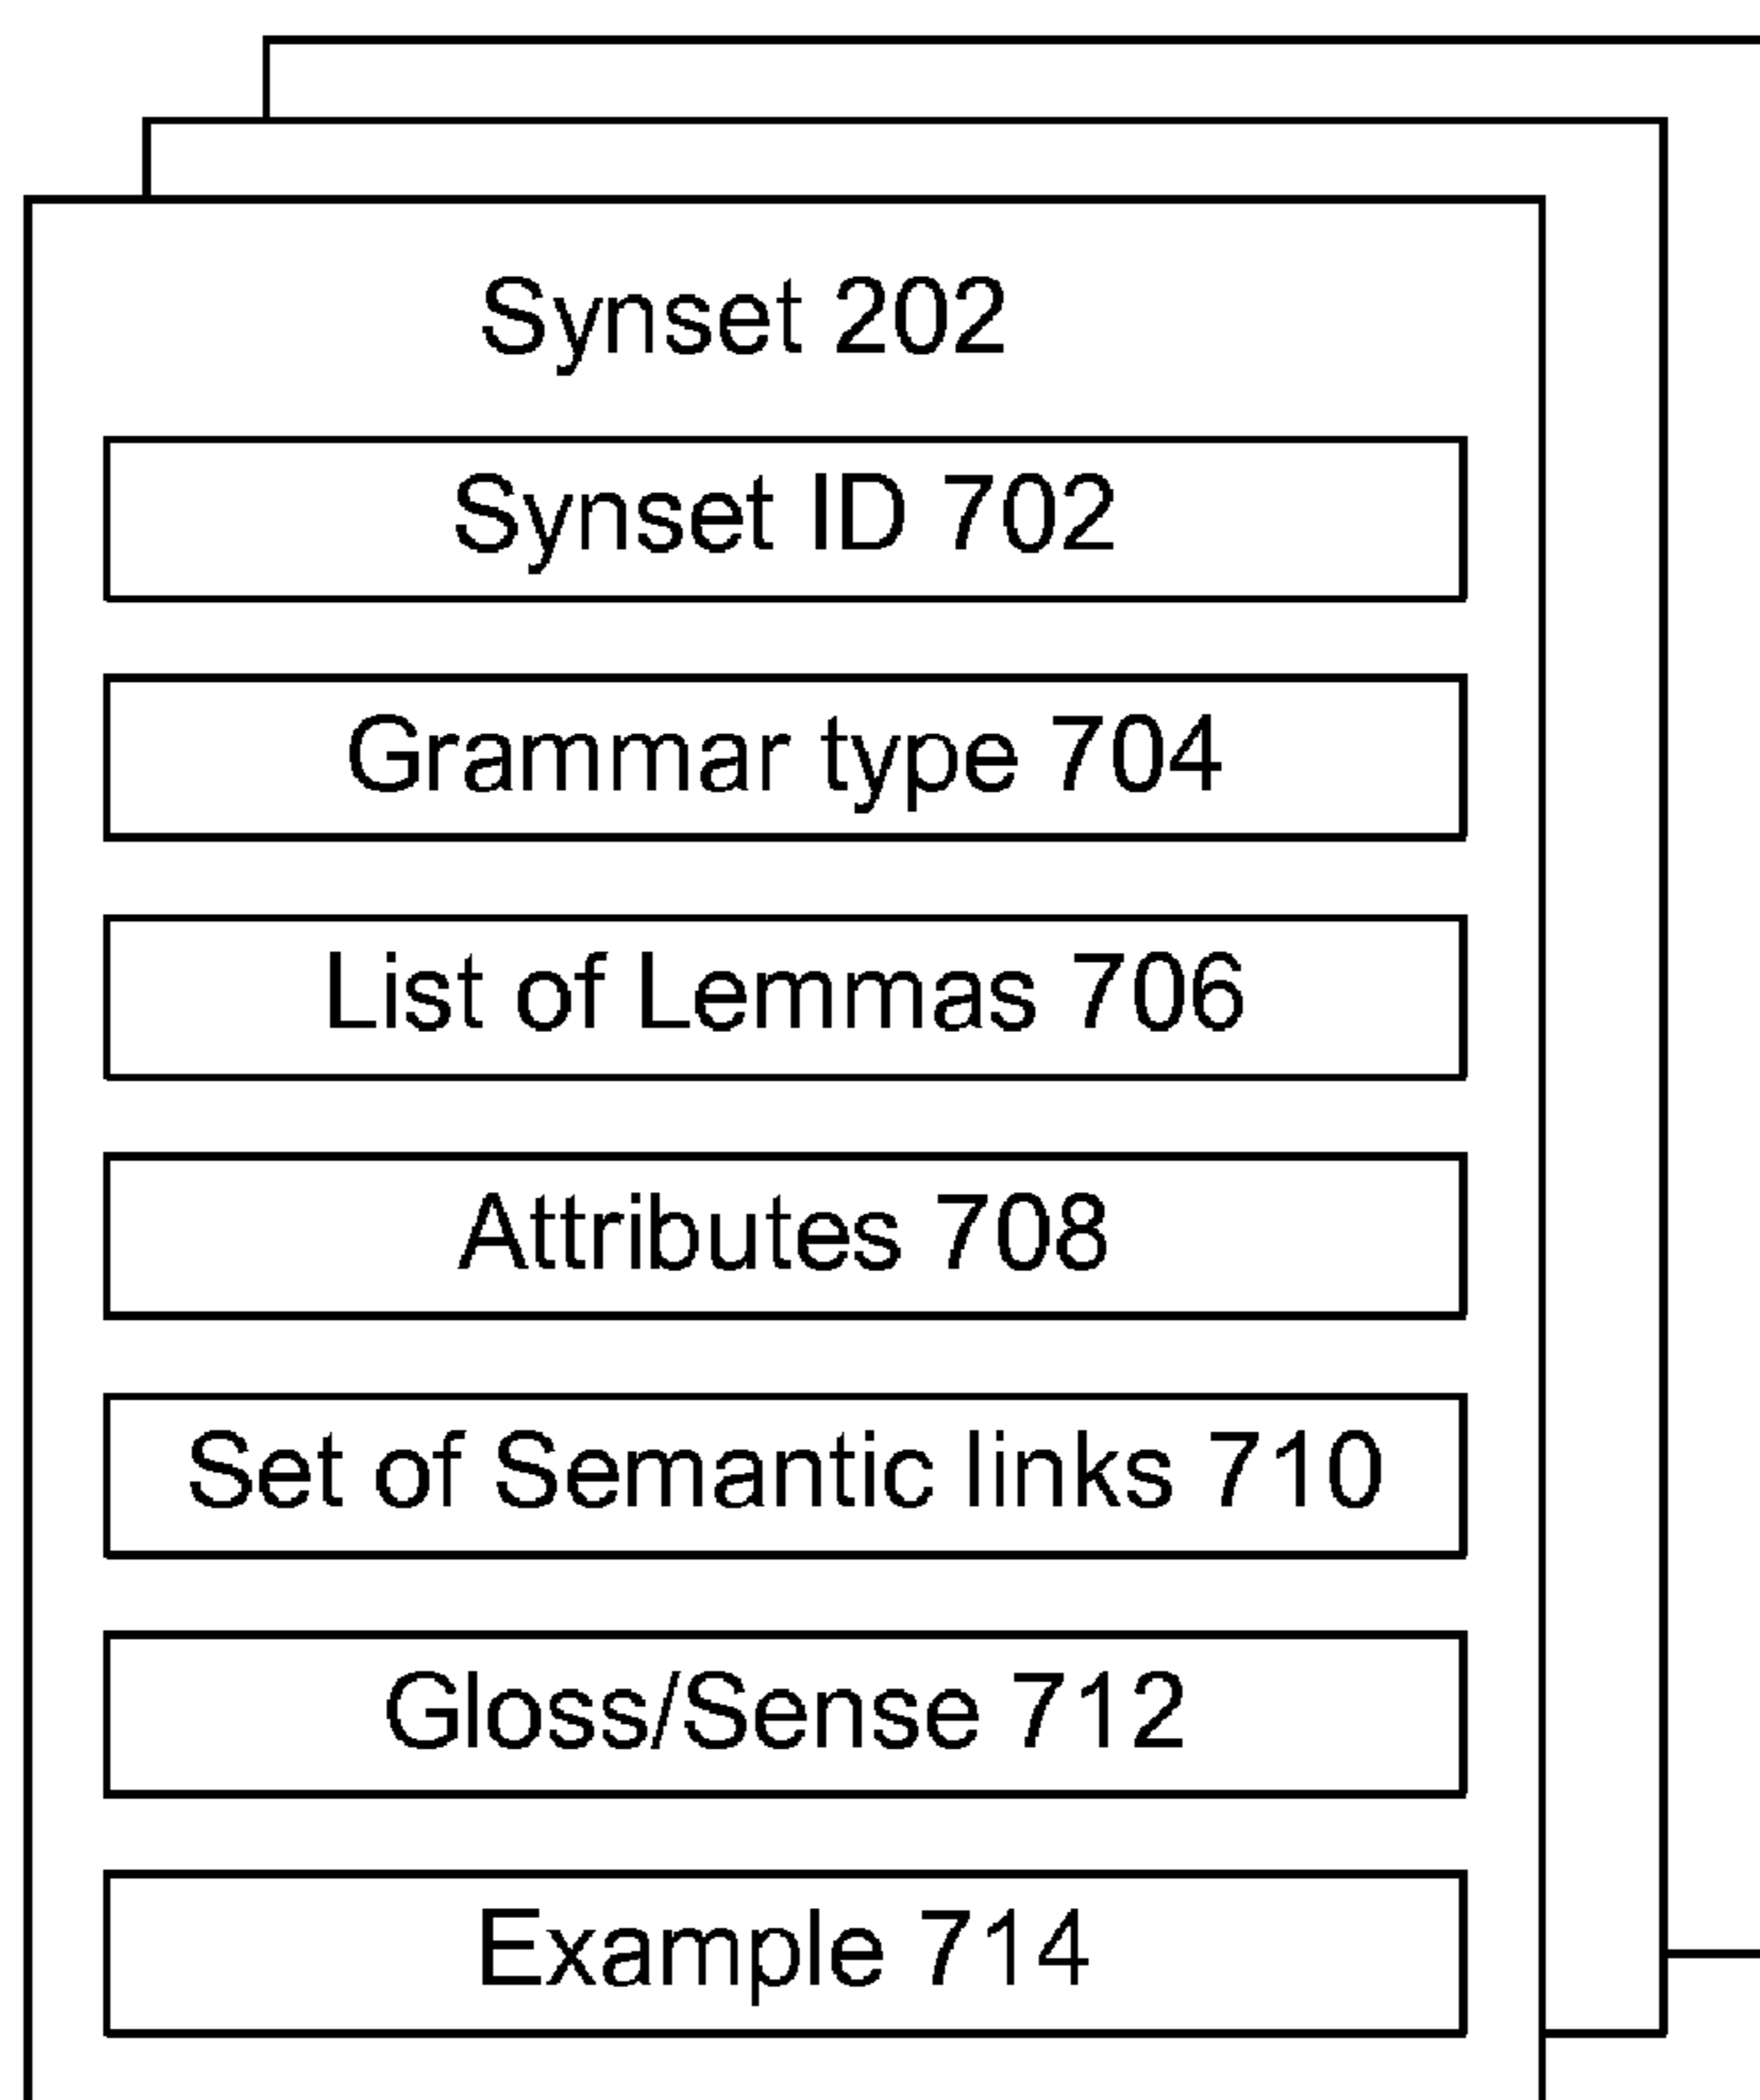 Synset 202
Synset ID 702
Grammar type 704
List of Lemmas 706
Attributes 708
Set of Semantic links 710
Gloss/Sense 712
Example 714